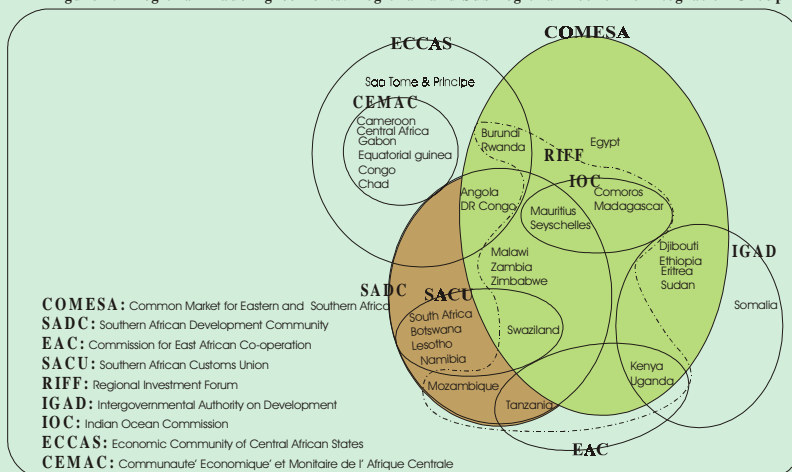 ECCAS
COMESA
Sao Tome & Principe
CEMAC
Cameroon
Central Africa
Gabon
Equatorial guinea
Congo
Chad
Burundi
Rwanda
Egypt
RIFF
IOC
Comoros
Madagascar
Angola
DR Congo
Mauritius
Seyschelles
Malawi
Zambia
Zimbabwe
Djibouti
Ethiopia
Eritrea
Sudan
IGAD
Somalia
SADC
SACU
South Africa
Botswana
Lesotho
Namibia
Swaziland
Mozambique
Tanzania
Kenya
Uganda
EAC
COMESA: Common Market for Eastern and Southern Africa
SADC: Southern African Development Community
EAC: Commission for East African Co-operation
SACU: Southern African Customs Union
RIFF: Regional Investment Forum
IGAD: Intergovernmental Authority on Development
IOC: Indian Ocean Commission
ECCAS: Economic Community of Central African States
CEMAC: Communaute' Economique' et Monitaire de l' Afrique Centrale